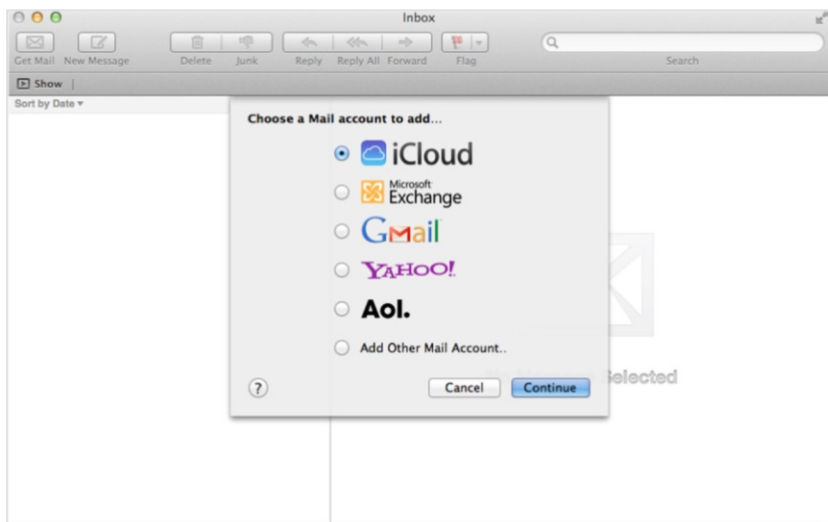 Inbox
Get Mail New Message Delete Junk Reply Reply All Forward Flag Search
Show
Sort by Date
Choose a Mail account to add...
iCloud
Microsoft
Exchange
Gmail
YAHOO!
Aol.
Add Other Mail Account..
Selected
? Cancel Continue